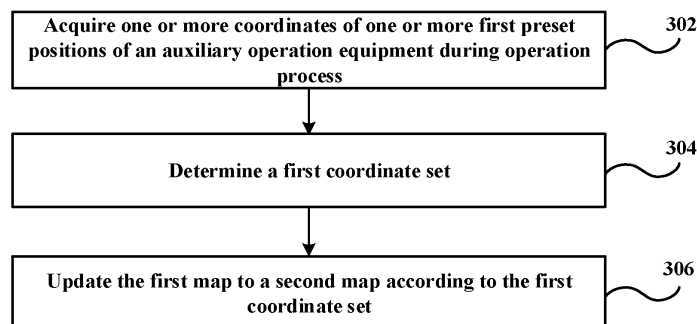 Acquire one or more coordinates of one or more first preset
positions of an auxiliary operation equipment during operation
process
302
Determine a first coordinate set
304
Update the first map to a second map according to the first
coordinate set
306